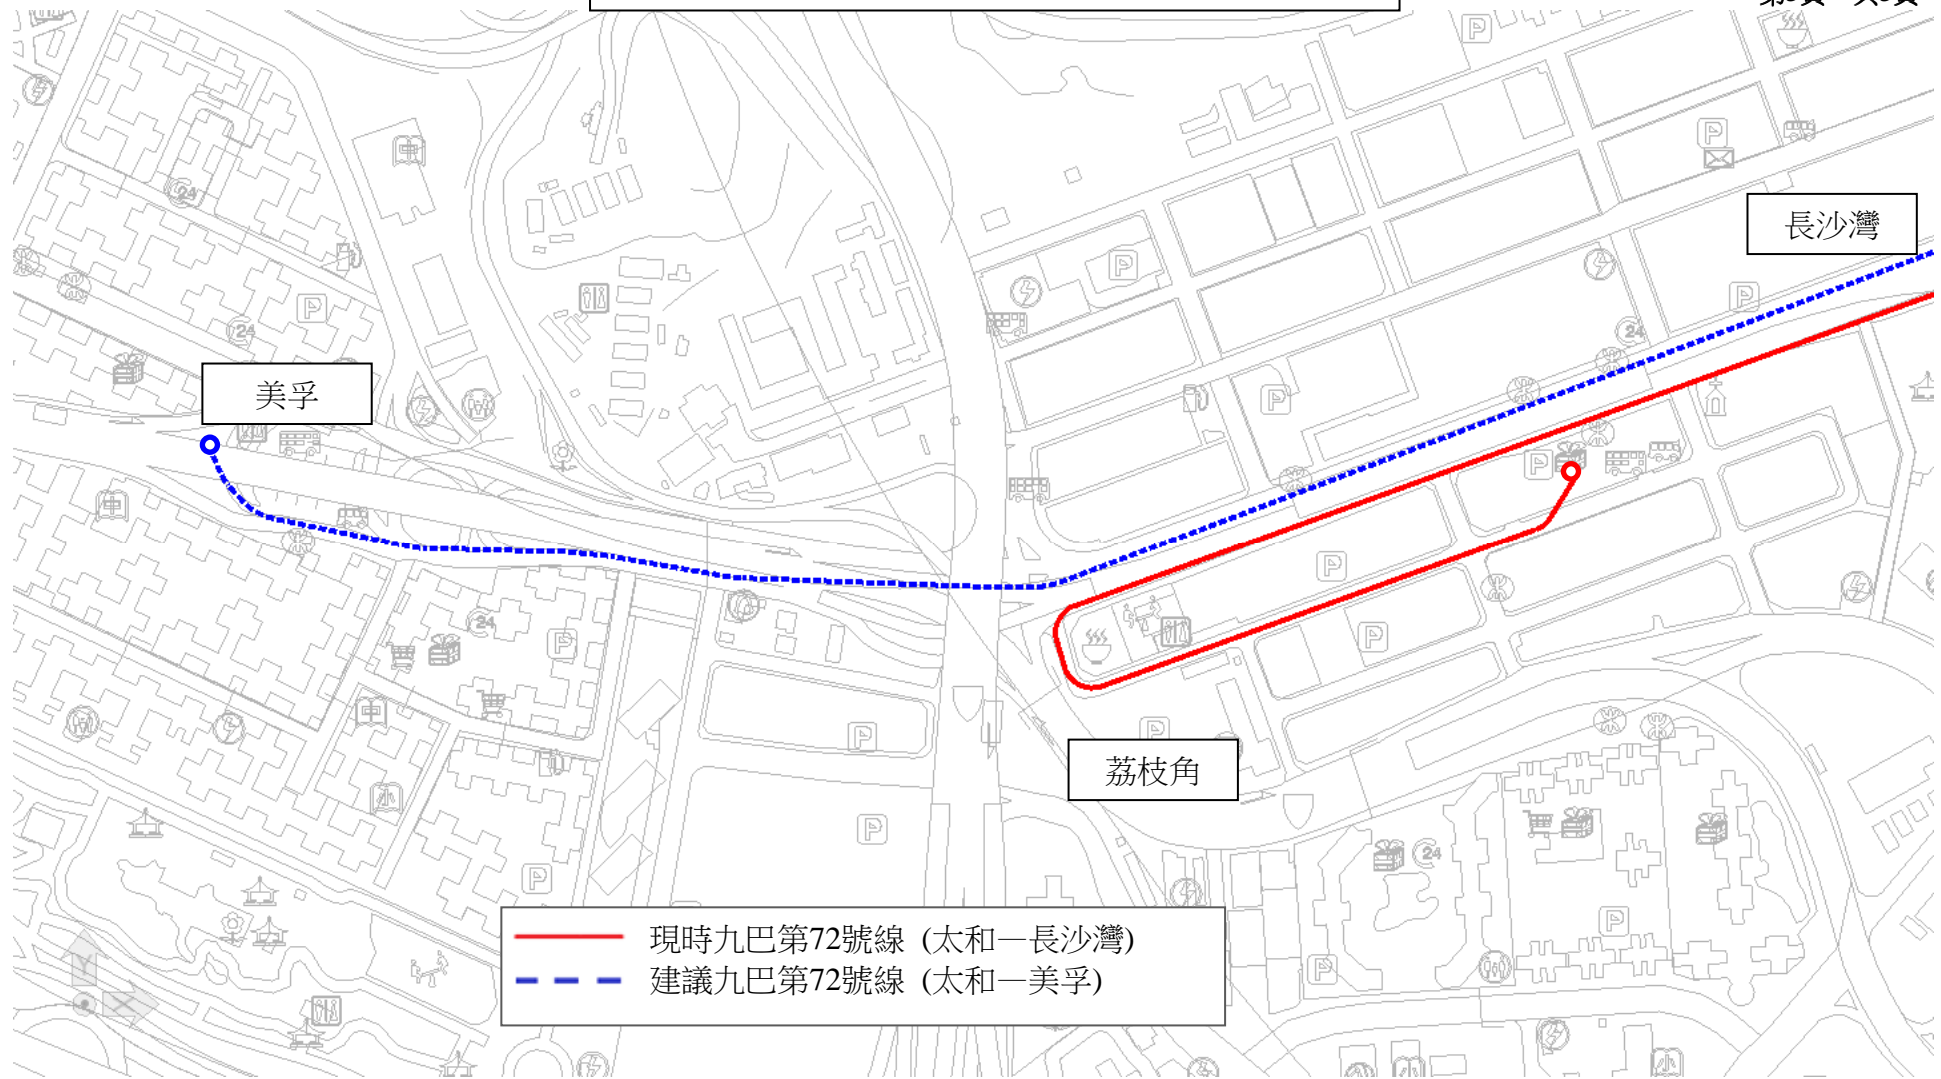 長沙灣
美孚
荔枝角
現時九巴第72號線 (太和—長沙灣)
建議九巴第72號線 (太和—美孚)